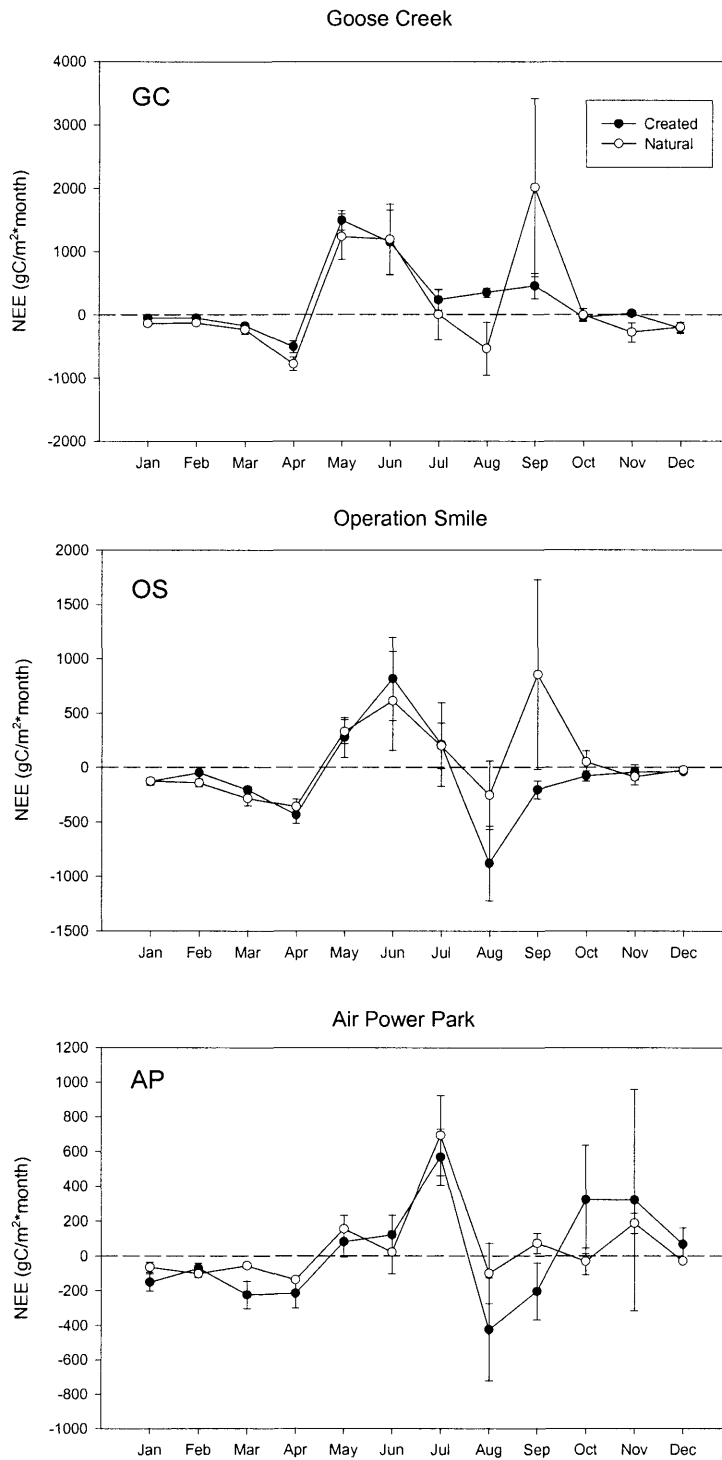 Goose Creek
GC
Created
Natural
NEE (gC/m²*month)
4000
3000
2000
1000
0
-1000
-2000
Jan Feb Mar Apr May Jun Jul Aug Sep Oct Nov Dec
Operation Smile
OS
NEE (gC/m²*month)
2000
1500
1000
500
0
-500
-1000
-1500
Jan Feb Mar Apr May Jun Jul Aug Sep Oct Nov Dec
Air Power Park
AP
NEE (gC/m²*month)
1200
1000
800
600
400
200
0
-200
-400
-600
-800
-1000
Jan Feb Mar Apr May Jun Jul Aug Sep Oct Nov Dec